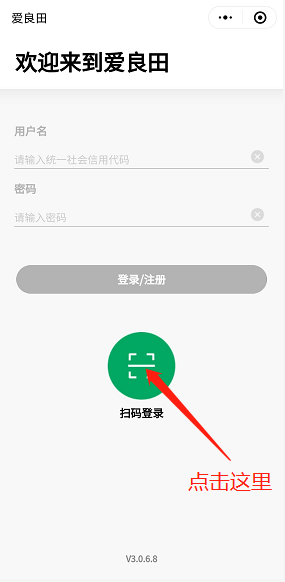 爱良田
欢迎来到爱良田
用户名
请输入统一社会信用代码
密码
请输入密码
登录/注册
扫码登录
点击这里
V3.0.6.8